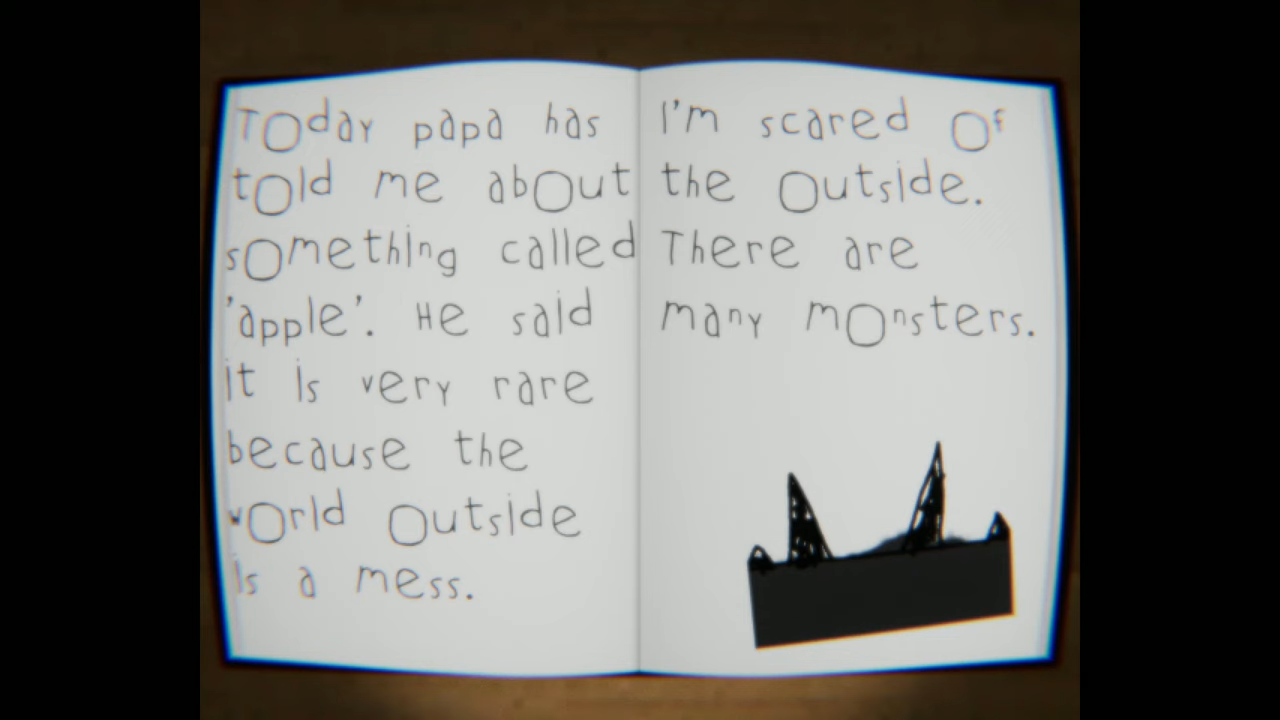 Today papa has
told me about
something called
'apple'. He said
it is very rare
because the
world outside
is a mess.
I'm scared of
the outside.
There are
many monsters.